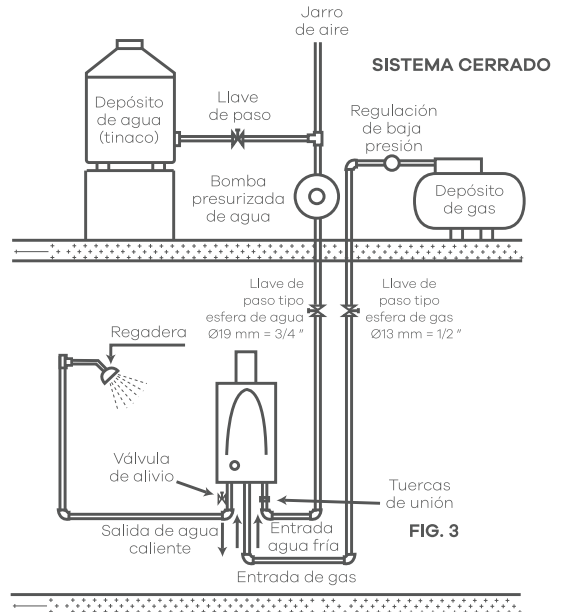 Jarro
de aire
SISTEMA CERRADO
Depósito
de agua
(tinaco)
Llave
de paso
Regulación
de baja
presión
Bomba
presurizada
de agua
Depósito
de gas
Llave de
paso tipo
esfera de agua
Ø19 mm = 3/4 "
Llave de
paso tipo
esfera de gas
Ø13 mm = 1/2 "
Regadera
Válvula
de alivio
Tuercas
de unión
Salida de agua
caliente
Entrada
agua fría
FIG. 3
Entrada de gas